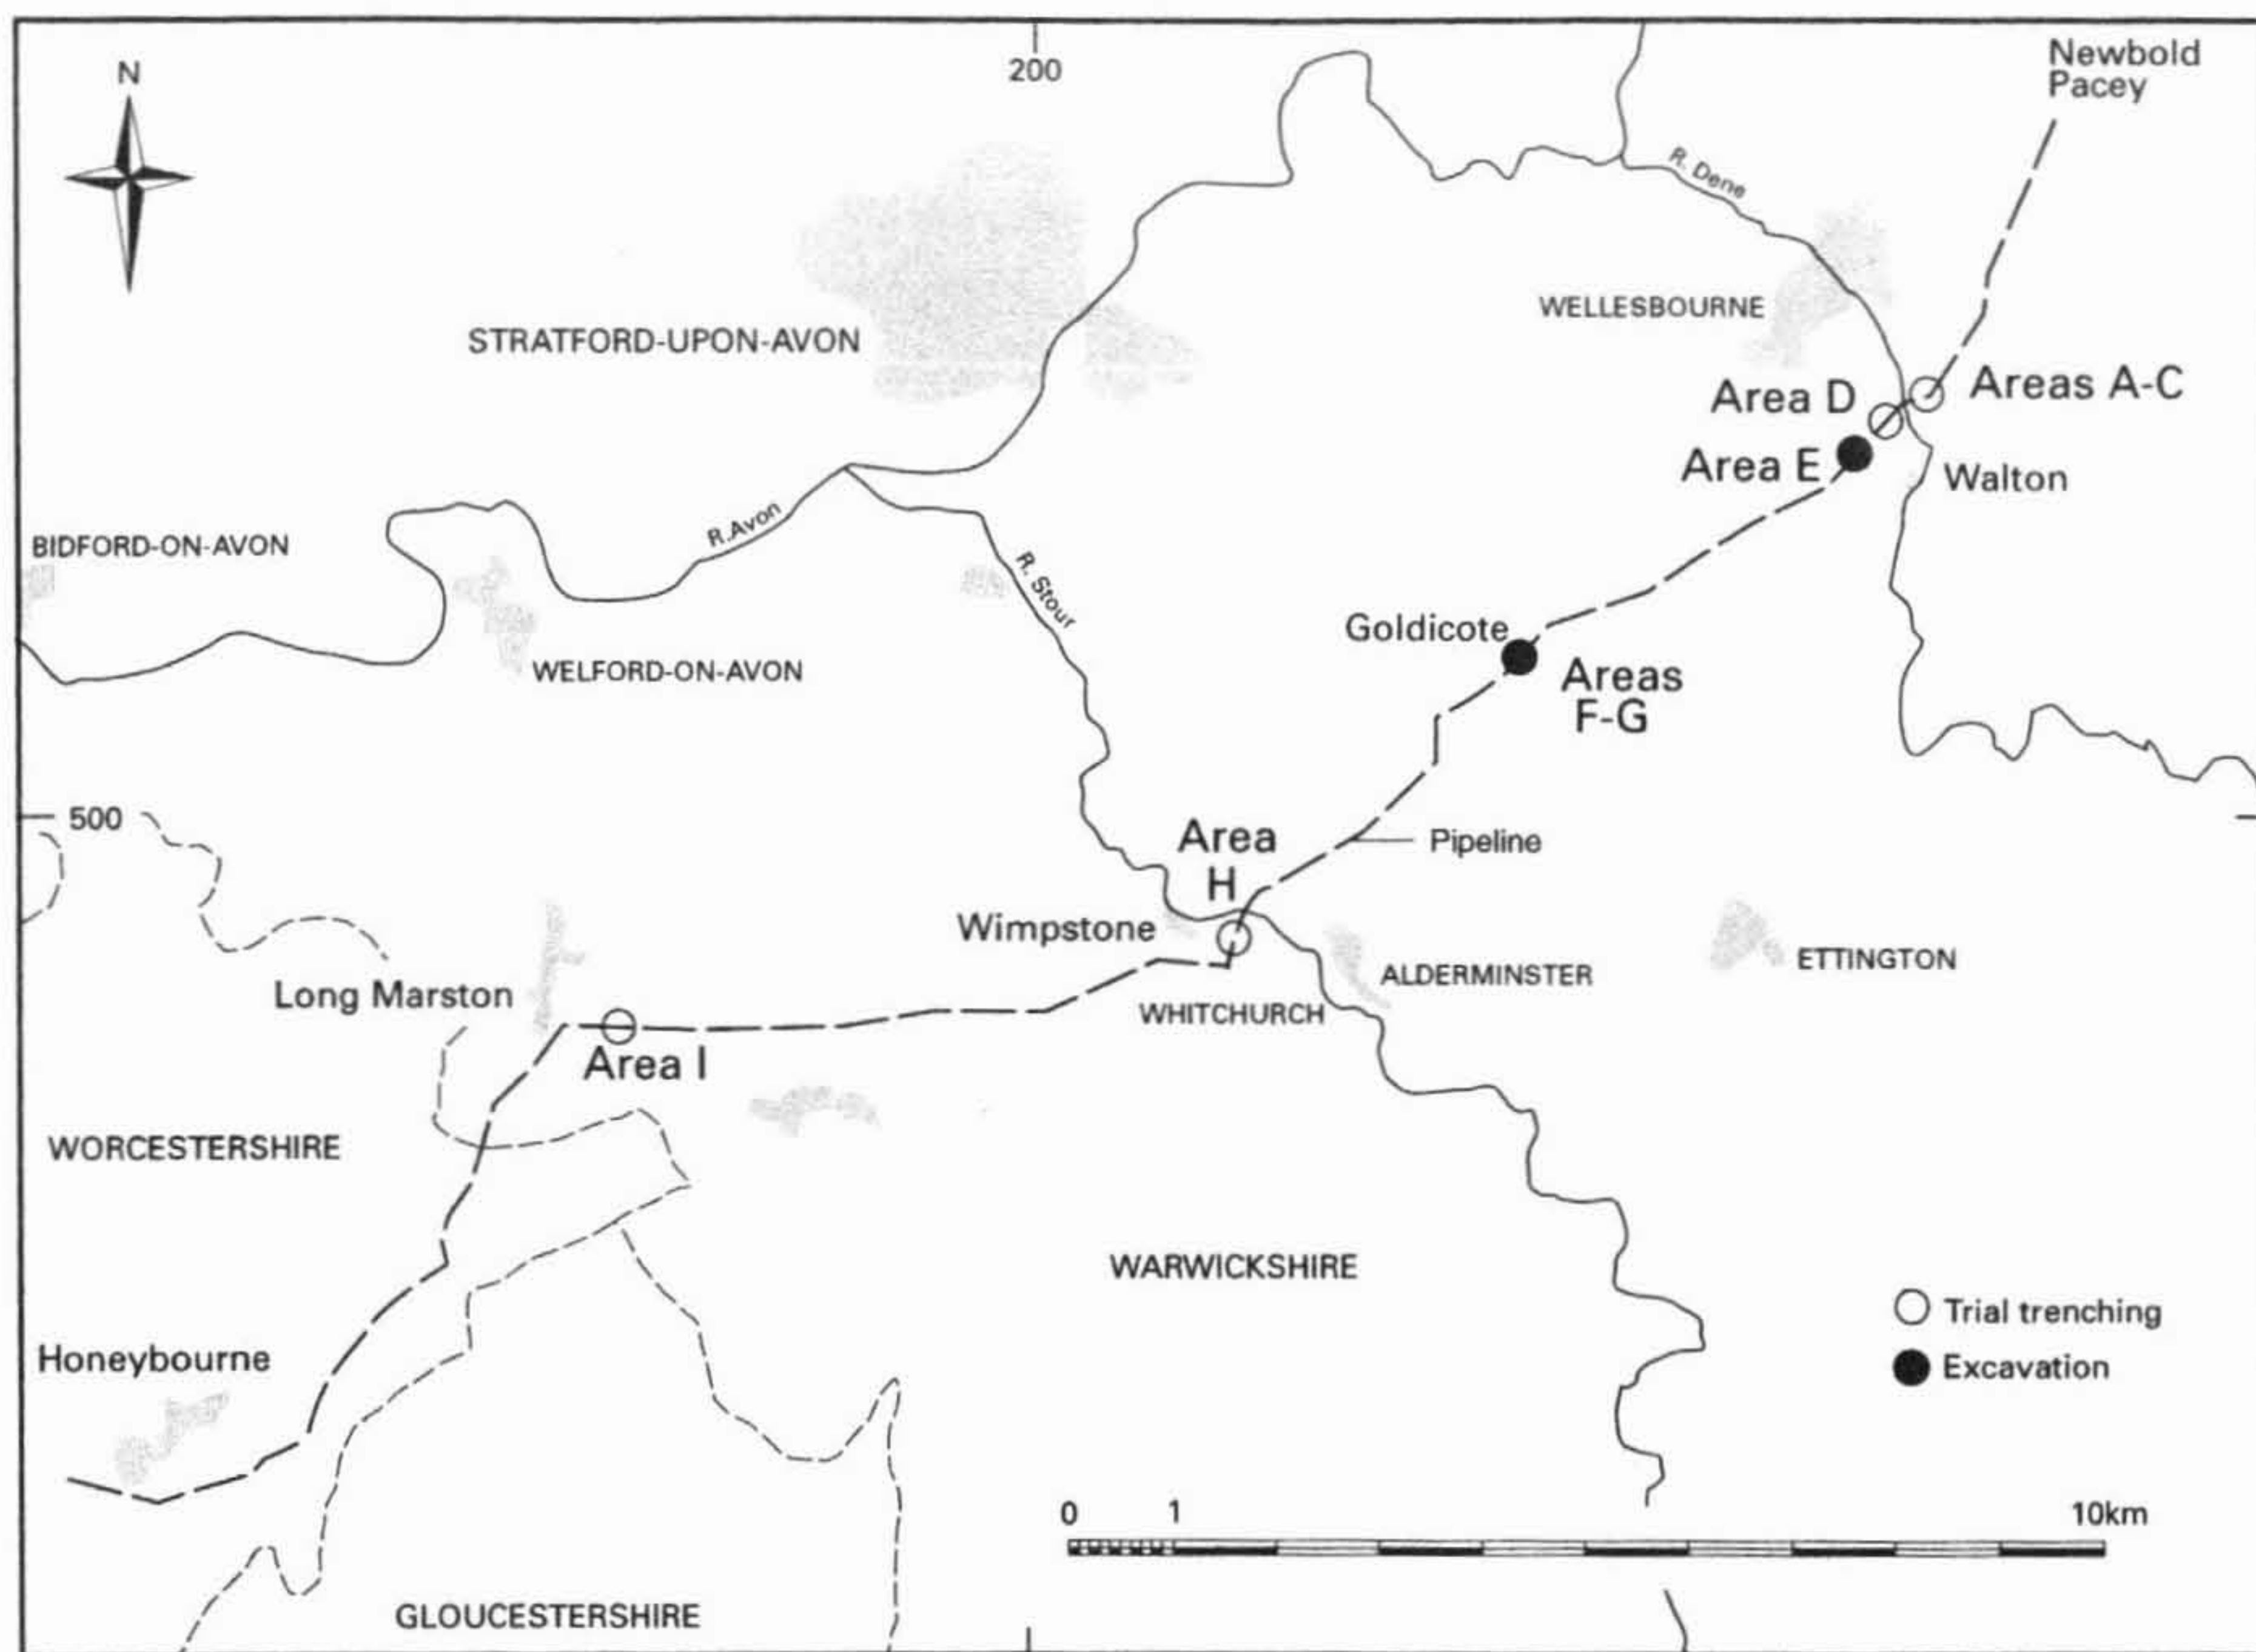 N
200
Newbold
Pacey
R. Dene
WELLESBOURNE
STRATFORD-UPON-AVON
Area D
Areas A-C
Area E
Walton
R.Avon
BIDFORD-ON-AVON
R. Stour
Goldicote
WELFORD-ON-AVON
Areas
F-G
500
Area
H
Pipeline
Wimpstone
ALDERMINSTER
ETTINGTON
Long Marston
WHITCHURCH
Area I
WORCESTERSHIRE
WARWICKSHIRE
Trial trenching
Honeybourne
Excavation
0 1 10km
GLOUCESTERSHIRE